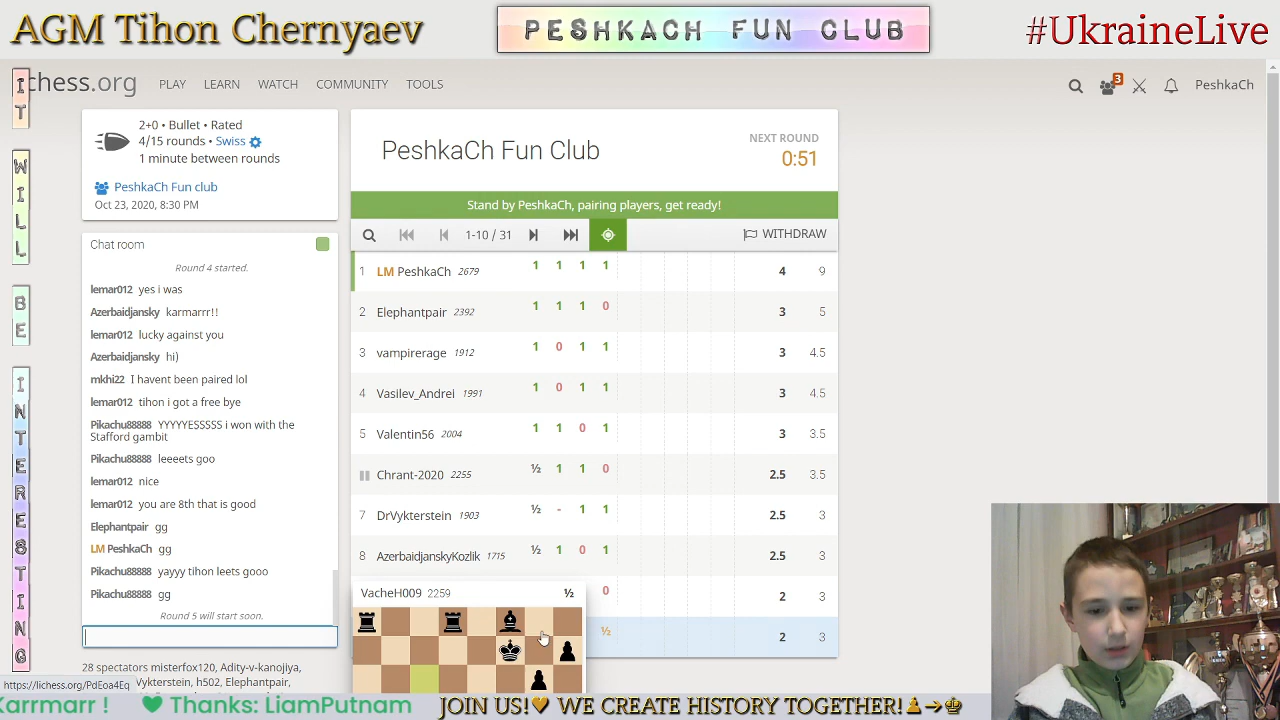 AGM Tihon Chernyaev
PESHKACH FUN CLUB
#UkraineLive
IT WILL BE INTERESTING
chess.org
PLAY LEARN WATCH COMMUNITY TOOLS
3
PeshkaCh
2+0 • Bullet • Rated
4/15 rounds • Swiss
1 minute between rounds
PeshkaCh Fun club
Oct 23, 2020, 8:30 PM
PeshkaCh Fun Club
NEXT ROUND
0:51
Stand by PeshkaCh, pairing players, get ready!
1-10 / 31
WITHDRAW
Chat room
Round 4 started.
lemar012 yes i was
Azerbaidjansky karmarrr!!
lemar012 lucky against you
Azerbaidjansky hi)
mkhi22 I havent been paired lol
lemar012 tihon i got a free bye
Pikachu88888 YYYYYESSSSS i won with the
Stafford gambit
Pikachu88888 leeeets goo
lemar012 nice
lemar012 you are 8th that is good
Elephantpair gg
LM PeshkaCh gg
Pikachu88888 yayyy tihon leets gooo
Pikachu88888 gg
Round 5 will start soon.
1 LM PeshkaCh 2679 1 1 1 1 4 9
2 Elephantpair 2392 1 1 1 0 3 5
3 vampirerage 1912 1 0 1 1 3 4.5
4 Vasilev_Andrei 1991 1 0 1 1 3 4.5
5 Valentin56 2004 1 1 0 1 3 3.5
Chrant-2020 2255 ½ 1 1 0 2.5 3.5
7 DrVykterstein 1903 ½ - 1 1 2.5 3
8 AzerbaidjanskyKozlik 1715 ½ 1 0 1 2.5 3
0 2 3
VacheH009 2259 ½
½ 2 3
28 spectators misterfox120, Adity-v-kanojiya,
Vykterstein, h502, Elephantpair,
https://lichess.org/PdEoa4Eq
Karrmarr ! Thanks: LiamPutnam
JOIN US! WE CREATE HISTORY TOGETHER!